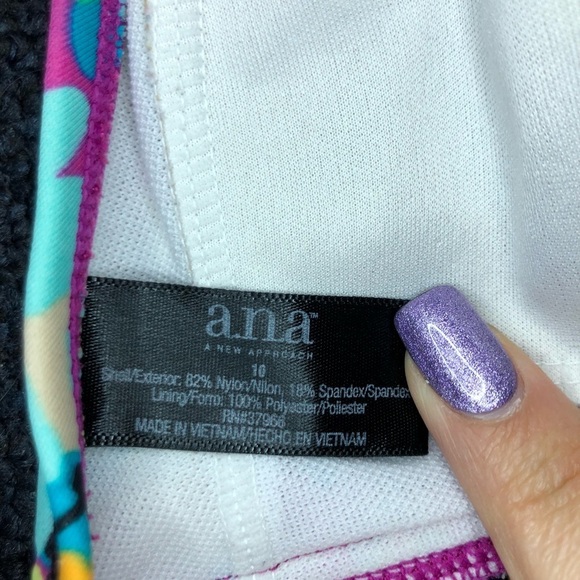 a.n.a™
A NEW APPROACH
10
Shell/Exterior: 82% Nylon/Nilon, 18% Spandex/Spandex
Lining/Forro: 100% Polyester/Poliester
RN#37966
MADE IN VIETNAM/HECHO EN VIETNAM